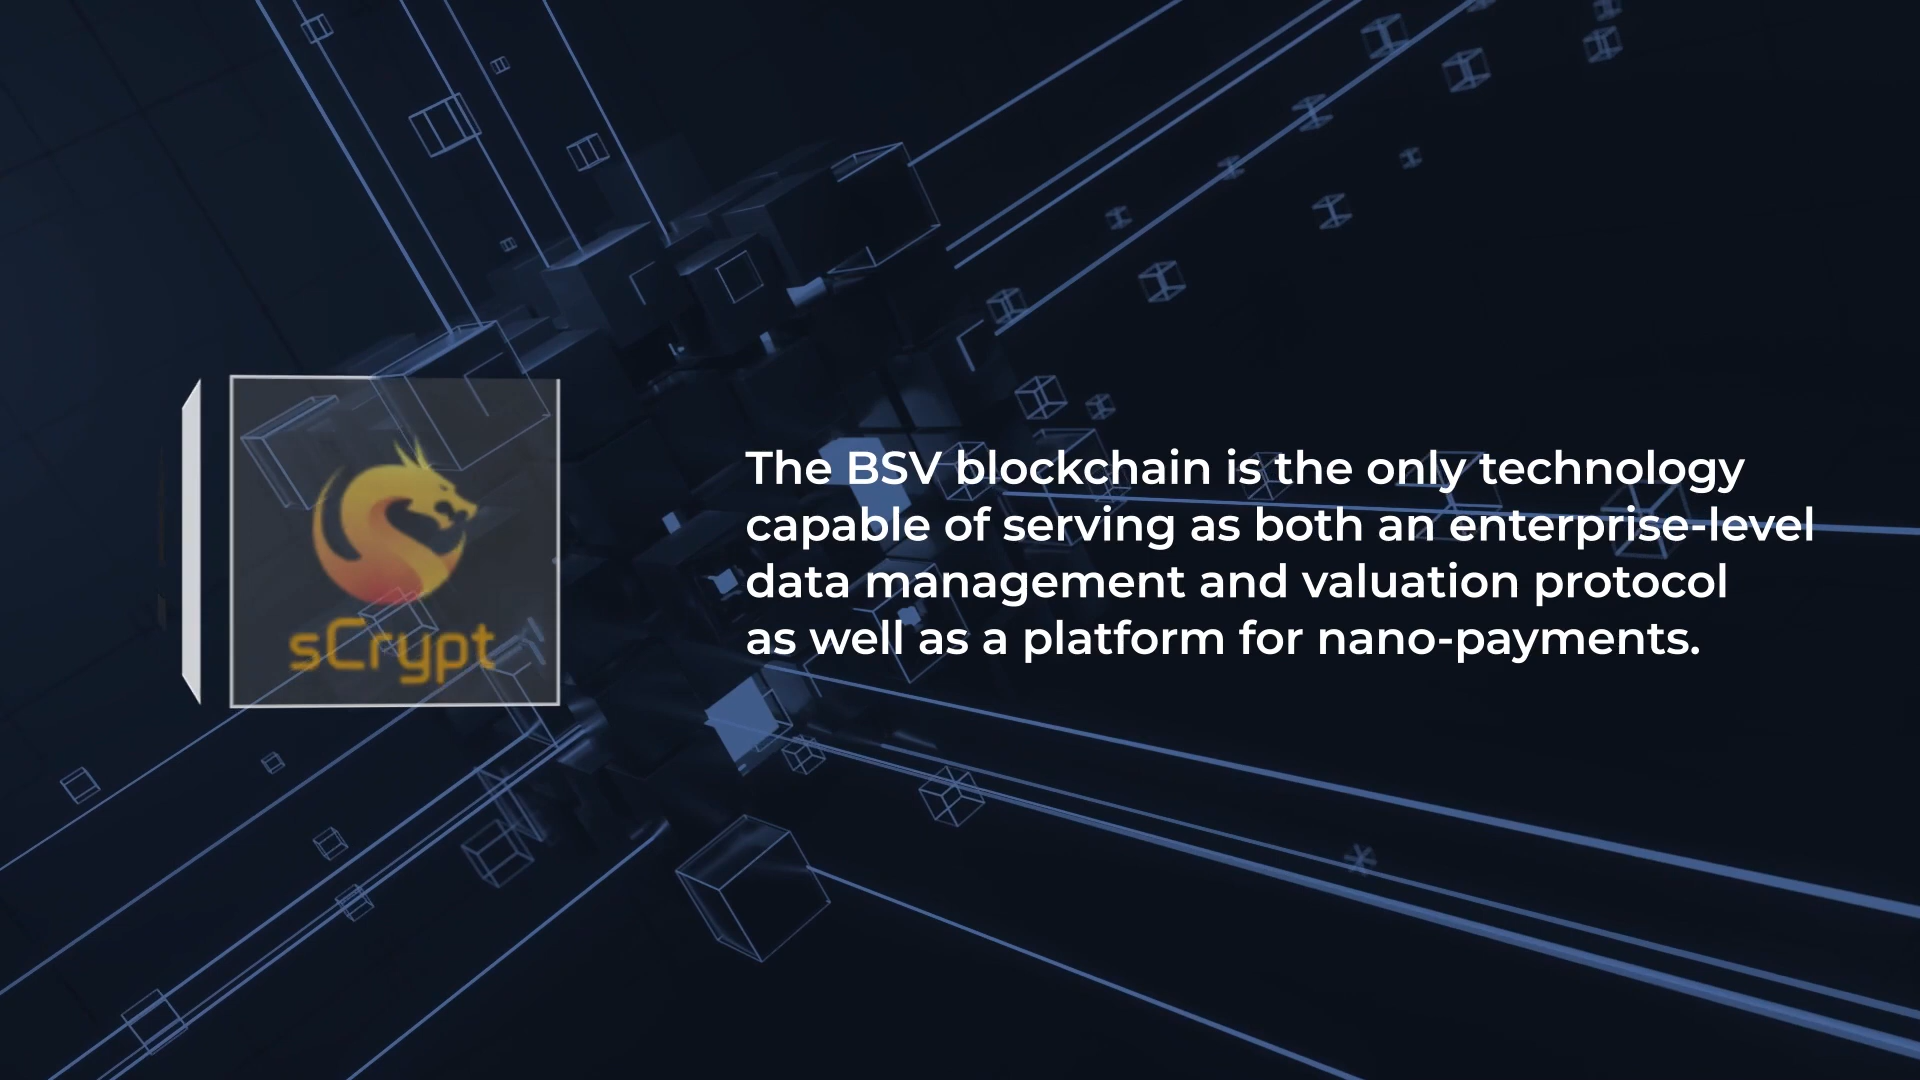 sCrypt
The BSV blockchain is the only technology
capable of serving as both an enterprise-level
data management and valuation protocol
as well as a platform for nano-payments.